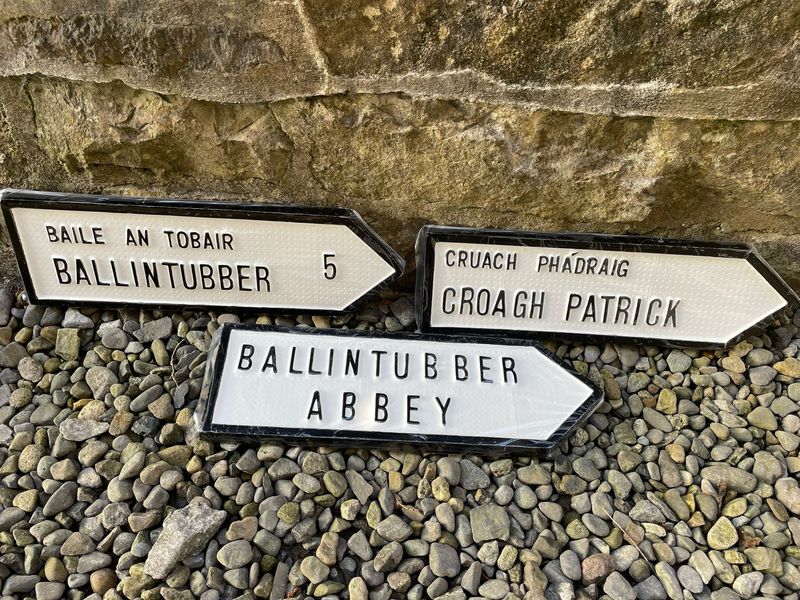 BAILE AN TOBAIR
BALLINTUBBER 5
CRUACH PHÁDRAIG
CROAGH PATRICK
BALLINTUBBER
ABBEY